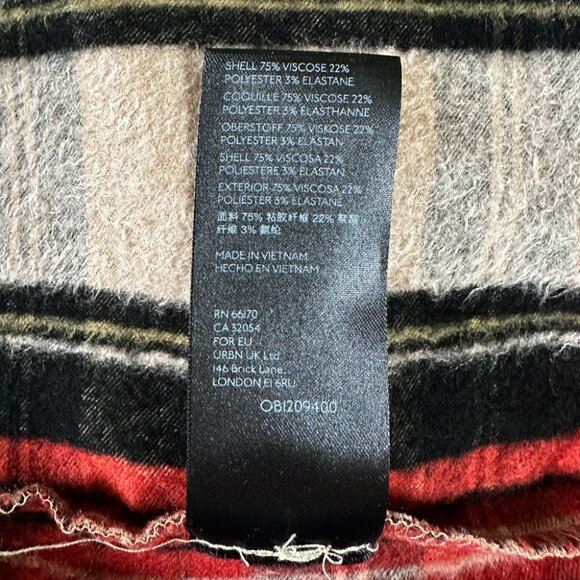 SHELL 75% VISCOSE 22%
POLYESTER 3% ELASTANE
COQUILLE 75% VISKOSE 22%
POLYESTER 3% ELASTHANNE
OBERSTOFF 75% VISKOSE 22%
POLYESTER 3% ELASTAN
SHELL 75% VISCOSA 22%
POLIESTERE 3% ELASTAN
EXTERIOR 75% VISCOSA 22%
POLIESTER 3% ELASTANE
面料 75% 粘胶纤维 22% 聚酯
纤维 3% 氨纶
MADE IN VIETNAM
HECHO EN VIETNAM
RN 66170
CA 32054
FOR EU
URBN UK Ltd
146 Brick Lane,
LONDON E1 6RU
OB1209400